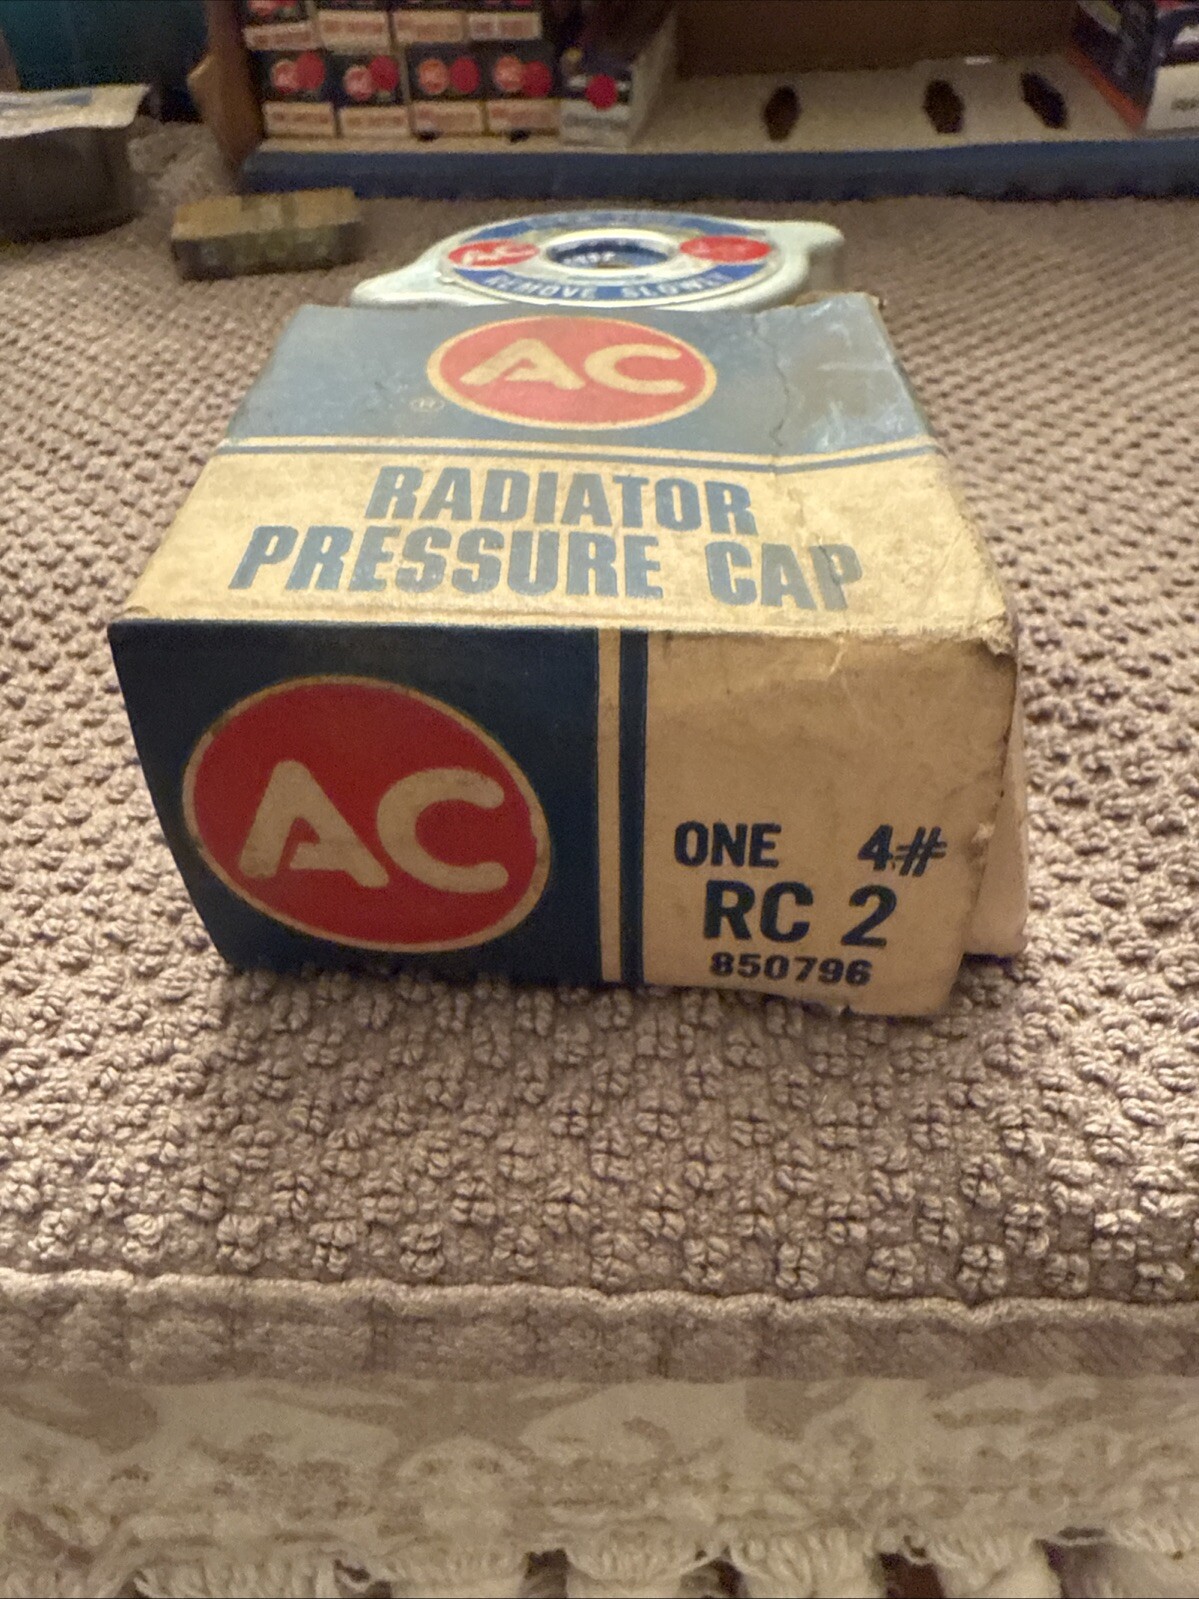 AC
REMOVE SLOWLY
AC
®
RADIATOR
PRESSURE CAP
AC
ONE 4#
RC 2
850796